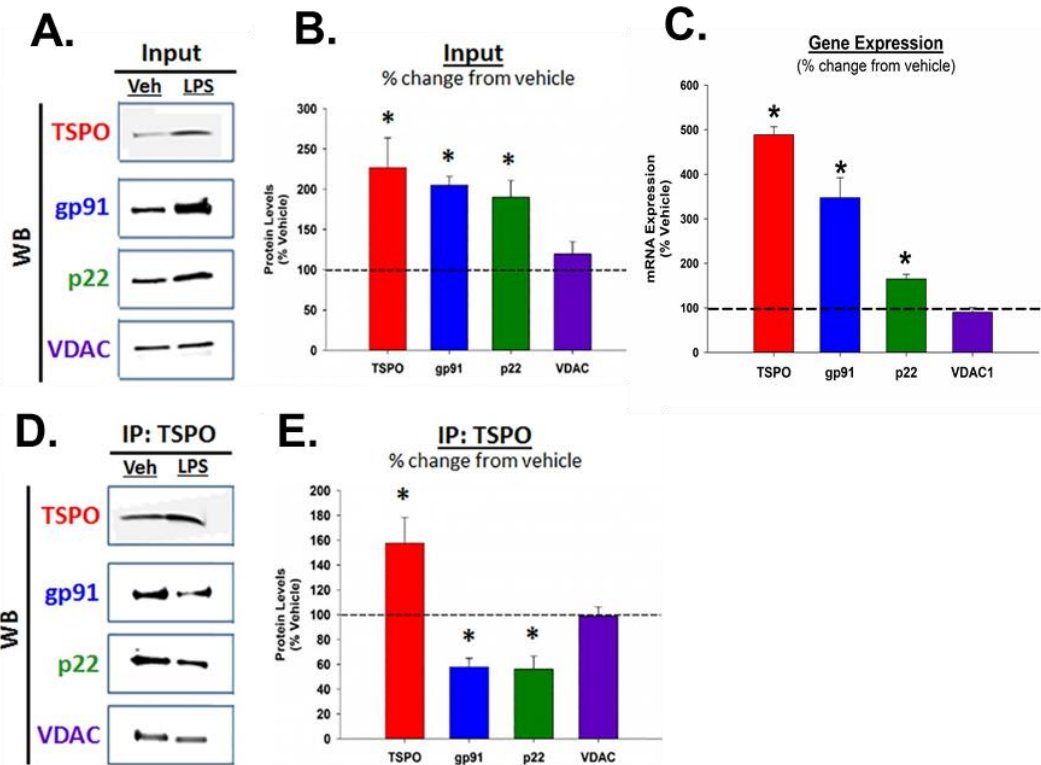 A.
Input
Veh LPS
WB
TSPO
gp91
p22
VDAC
B.
Input
% change from vehicle
Protein Levels
(% Vehicle)
300
250
200
150
100
50
0
*
*
*
TSPO gp91 p22 VDAC
C.
Gene Expression
(% change from vehicle)
mRNA Expression
(% Vehicle)
600
500
400
300
200
100
0
*
*
*
TSPO gp91 p22 VDAC1
D.
IP: TSPO
Veh LPS
WB
TSPO
gp91
p22
VDAC
E.
IP: TSPO
% change from vehicle
Protein Levels
(% Vehicle)
200
180
160
140
120
100
80
60
40
20
0
*
*
*
TSPO gp91 p22 VDAC